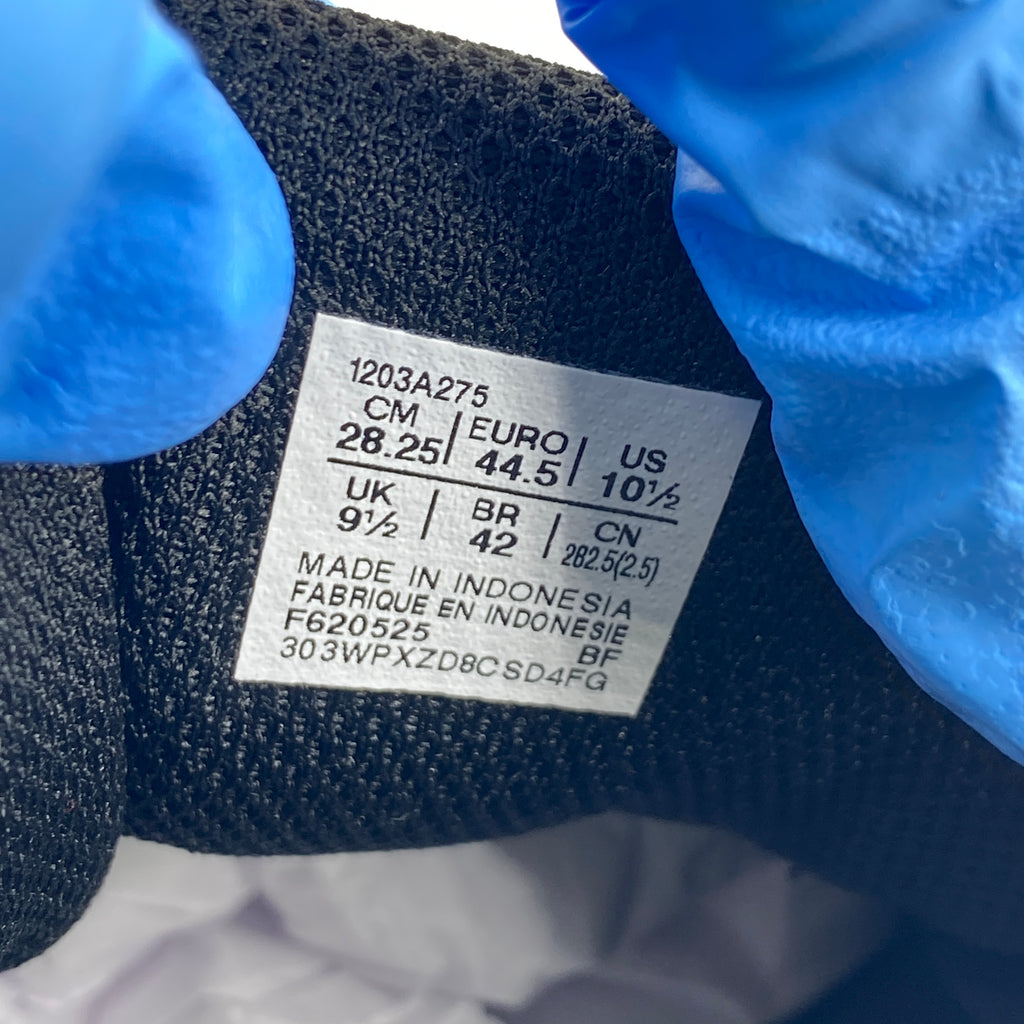 1203A275
CM 28.25 | EURO 44.5 | US 10½
UK 9½ | BR 42 | CN 282.5(2.5)
MADE IN INDONESIA
FABRIQUE EN INDONESIE
F620525 BF
303WPXZD8CSD4FG